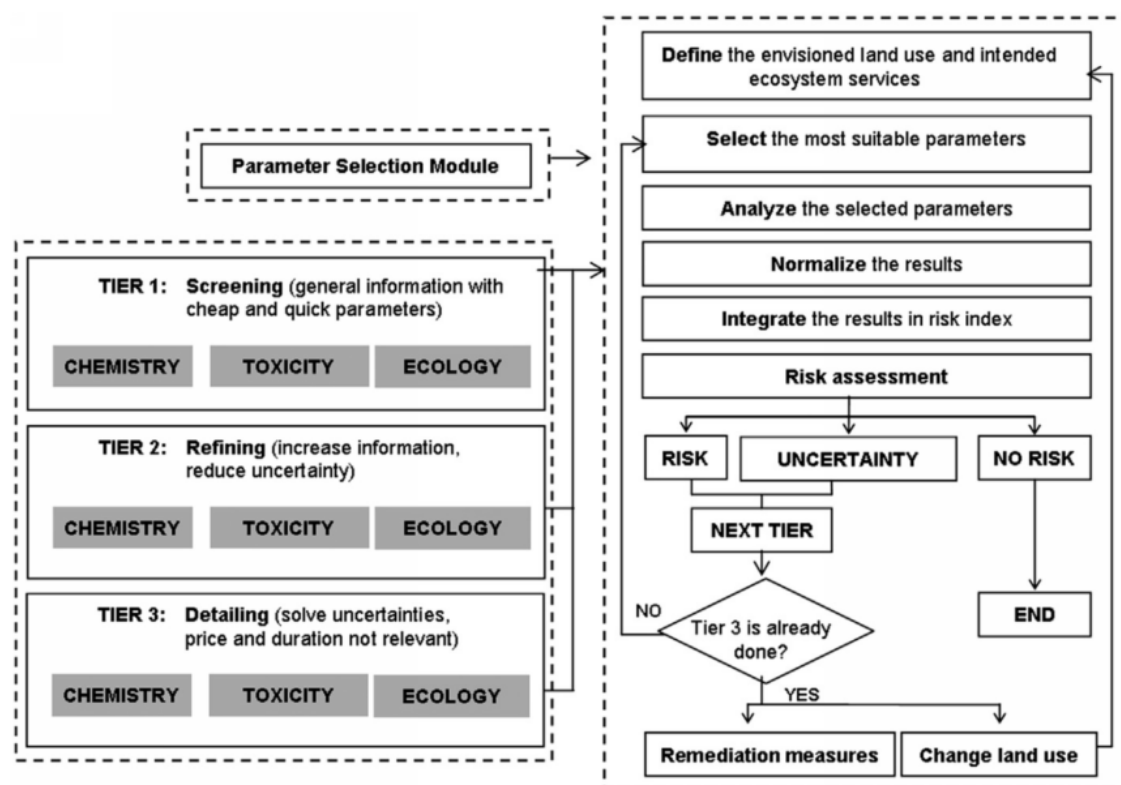 Parameter Selection Module
TIER 1: Screening (general information with
cheap and quick parameters)
CHEMISTRY TOXICITY ECOLOGY
TIER 2: Refining (increase information,
reduce uncertainty)
CHEMISTRY TOXICITY ECOLOGY
TIER 3: Detailing (solve uncertainties,
price and duration not relevant)
CHEMISTRY TOXICITY ECOLOGY
Define the envisioned land use and intended
ecosystem services
Select the most suitable parameters
Analyze the selected parameters
Normalize the results
Integrate the results in risk index
Risk assessment
RISK UNCERTAINTY NO RISK
NEXT TIER
NO
Tier 3 is already
done?
END
YES
Remediation measures Change land use